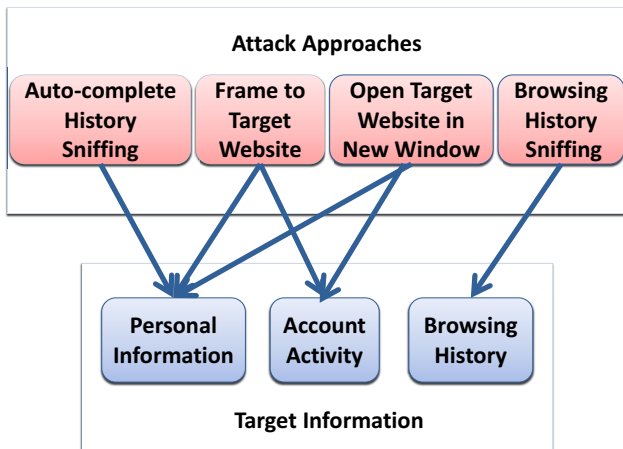 Attack Approaches
Auto-complete
History
Sniffing
Frame to
Target
Website
Open Target
Website in
New Window
Browsing
History
Sniffing
Personal
Information
Account
Activity
Browsing
History
Target Information